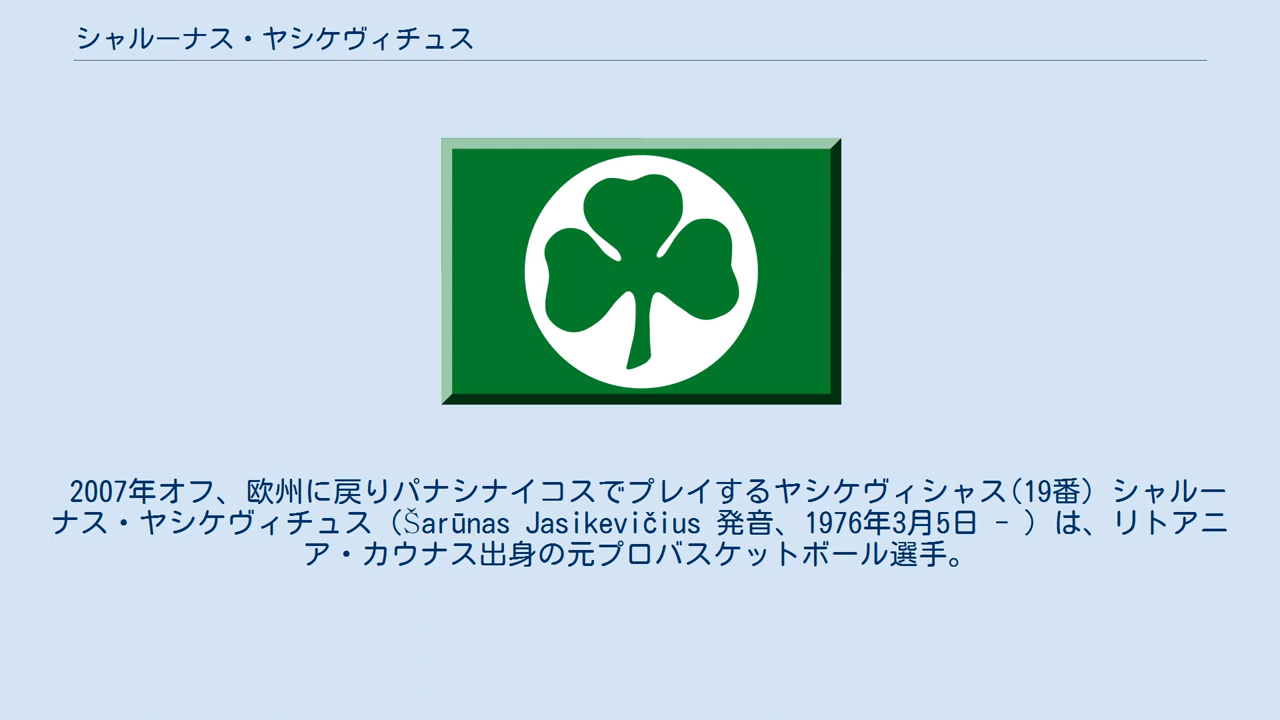 シャルーナス・ヤシケヴィチュス
2007年オフ、欧州に戻りパナシナイコスでプレイするヤシケヴィシャス(19番) シャルー
ナス・ヤシケヴィチュス（Šarūnas Jasikevičius 発音、1976年3月5日 - ）は、リトアニ
ア・カウナス出身の元プロバスケットボール選手。